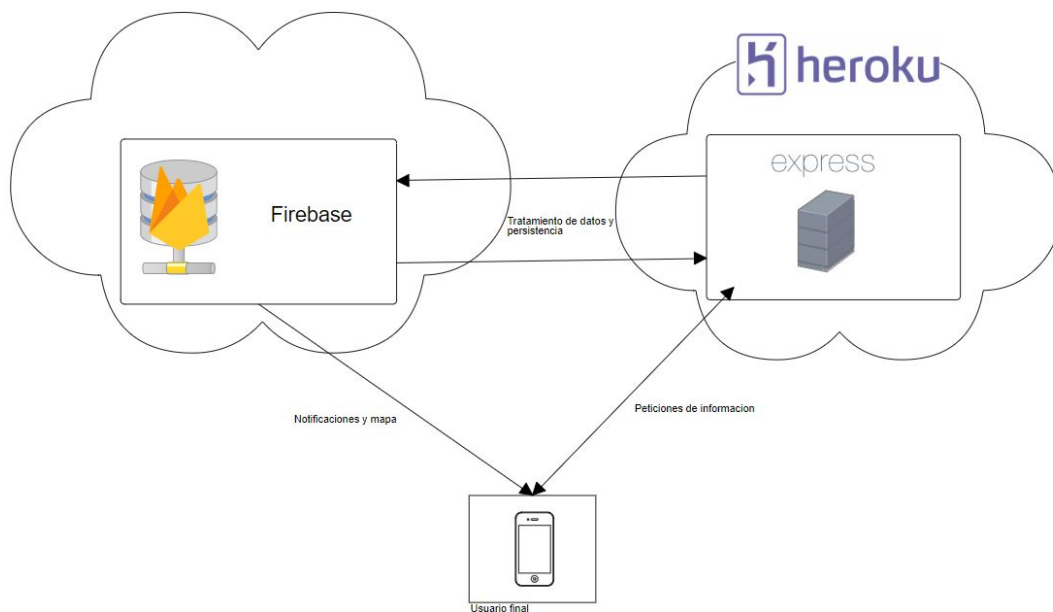 heroku
express
Firebase
Tratamiento de datos y
persistencia
Notificaciones y mapa
Peticiones de informacion
Usuario final